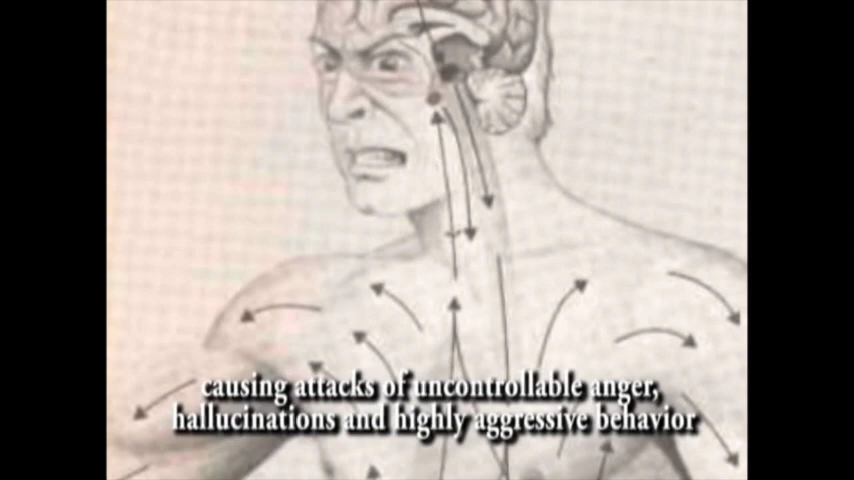 causing attacks of uncontrollable anger,
hallucinations and highly aggressive behavior